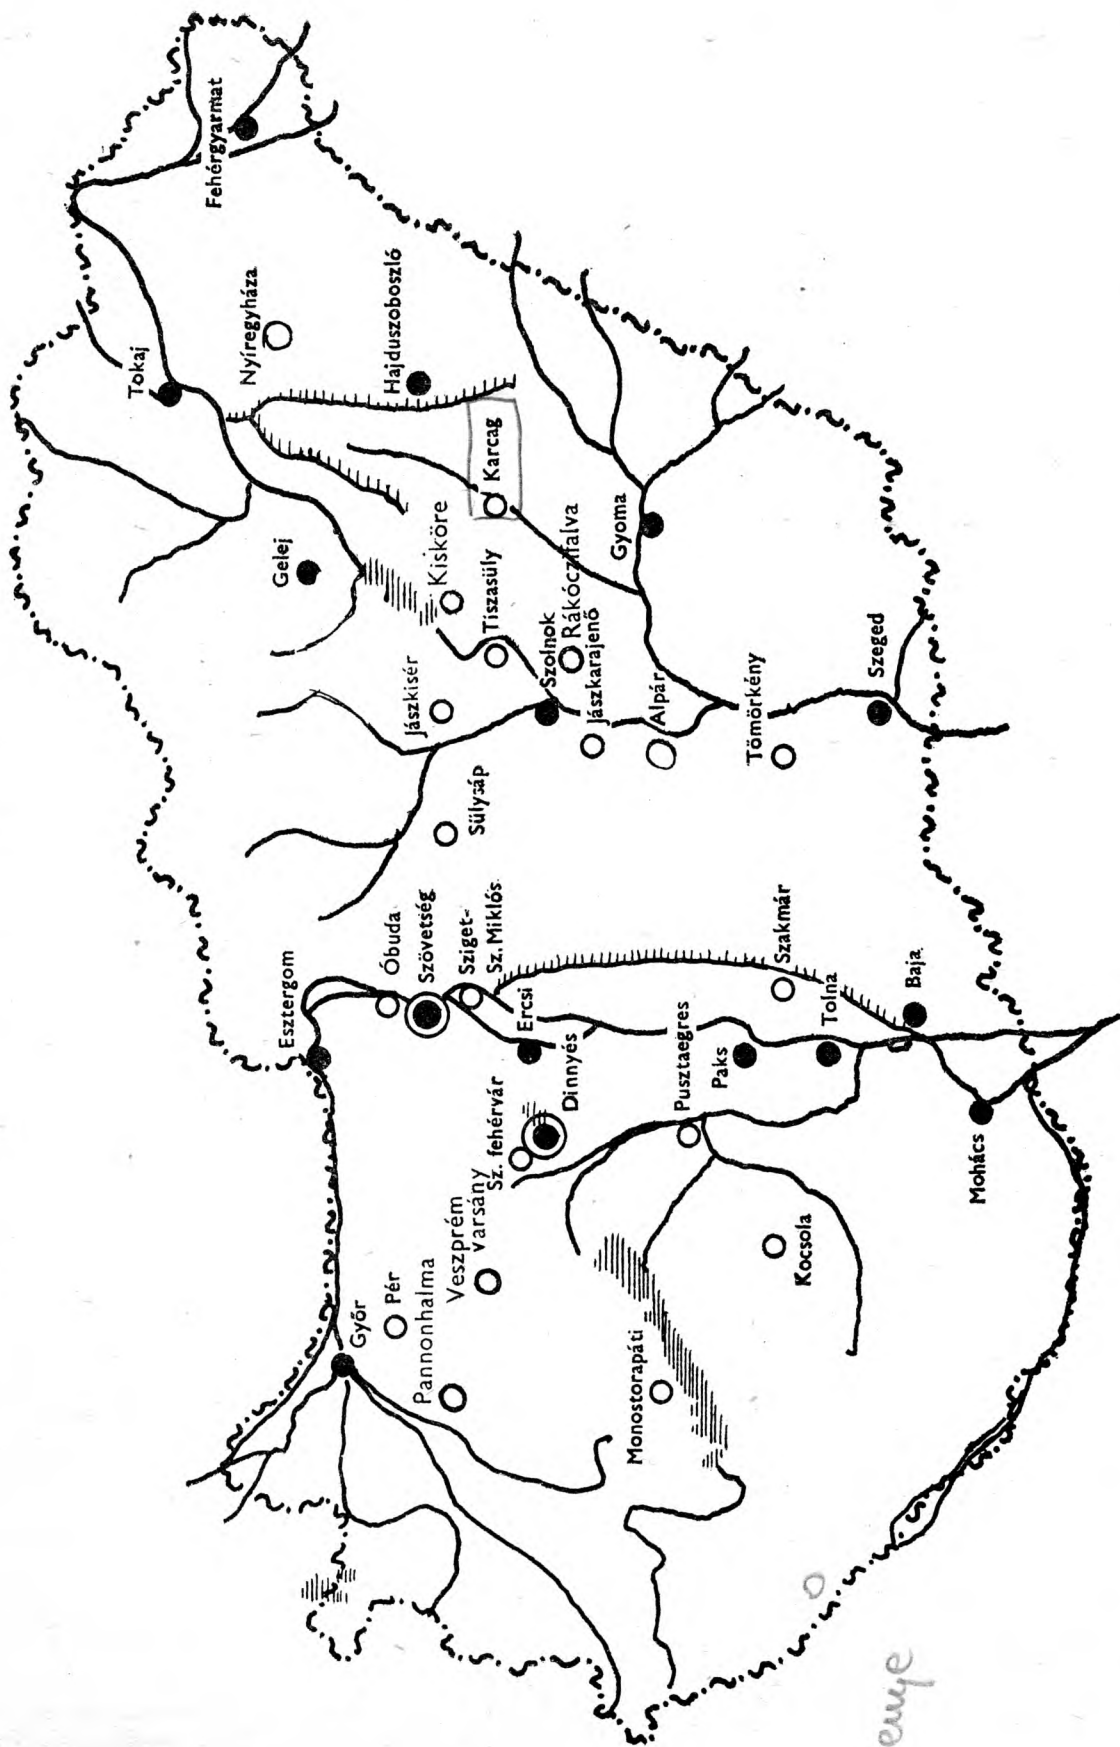 Tokaj
Fehérgyarmat
Nyíregyháza
Gelej
Esztergom
Győr
Óbuda
Pér
Hajduszoboszló
Jászkisér
Pannonhalma
Szövetség
Kisköre
Veszprém
Varsány
Sziget-
Sz. Miklós
Sülysáp
Karcag
Tiszasüly
Sz. fehérvár
Ercsi
Szolnok
Dinnyés
Rákóczifalva
Jászkarajenő
Gyoma
Monostorapáti
Alpár
Pusztaegres
Paks
Tömörkény
Szakmár
Kocsola
Tolna
Szeged
Baja
Mohács